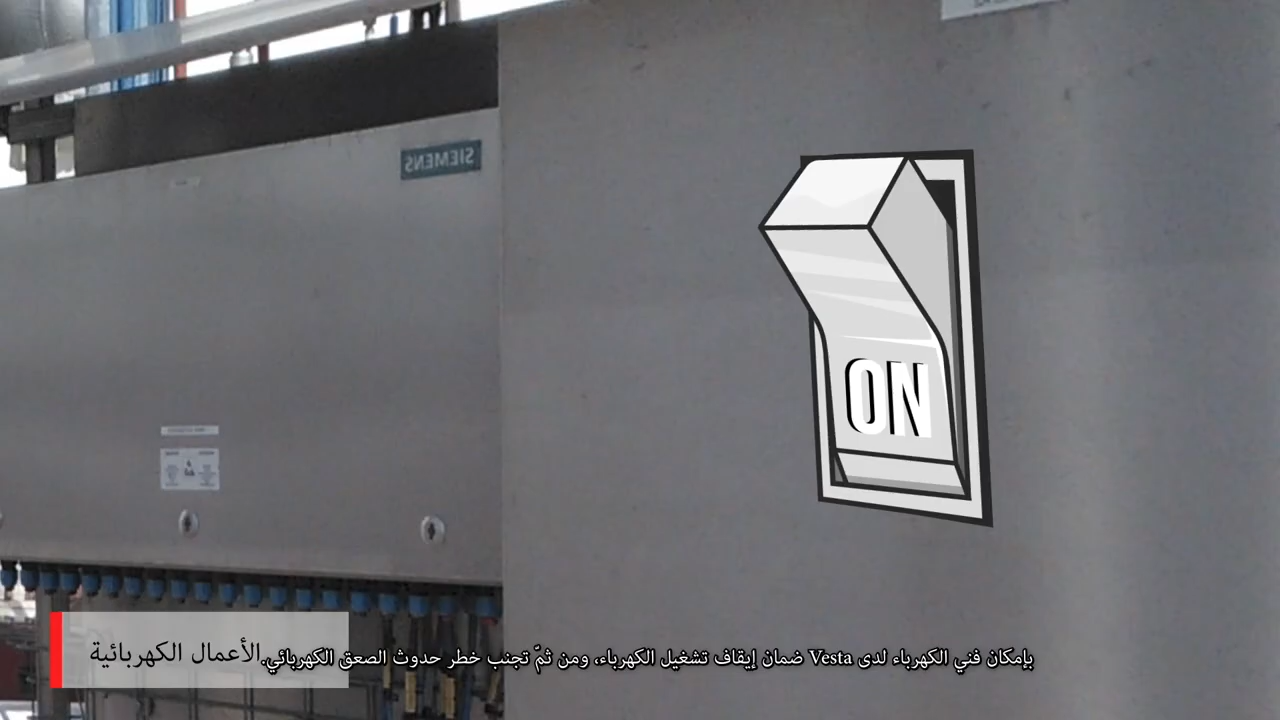 SIEMENS
ON
الأعمال الكهربائية
بإمكان فني الكهرباء لدى Vesta ضمان إيقاف تشغيل الكهرباء، ومن ثمّ تجنب خطر حدوث الصعق الكهربائي.